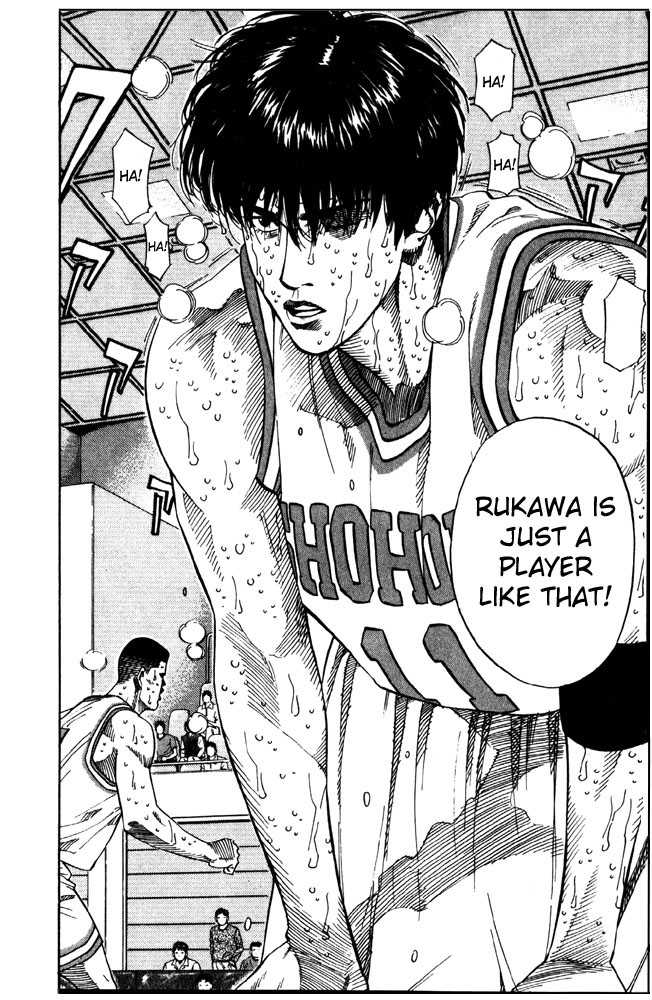 HA!
HA!
HA!
HA!
RUKAWA IS
JUST A
PLAYER
LIKE THAT!
SHOHO
11